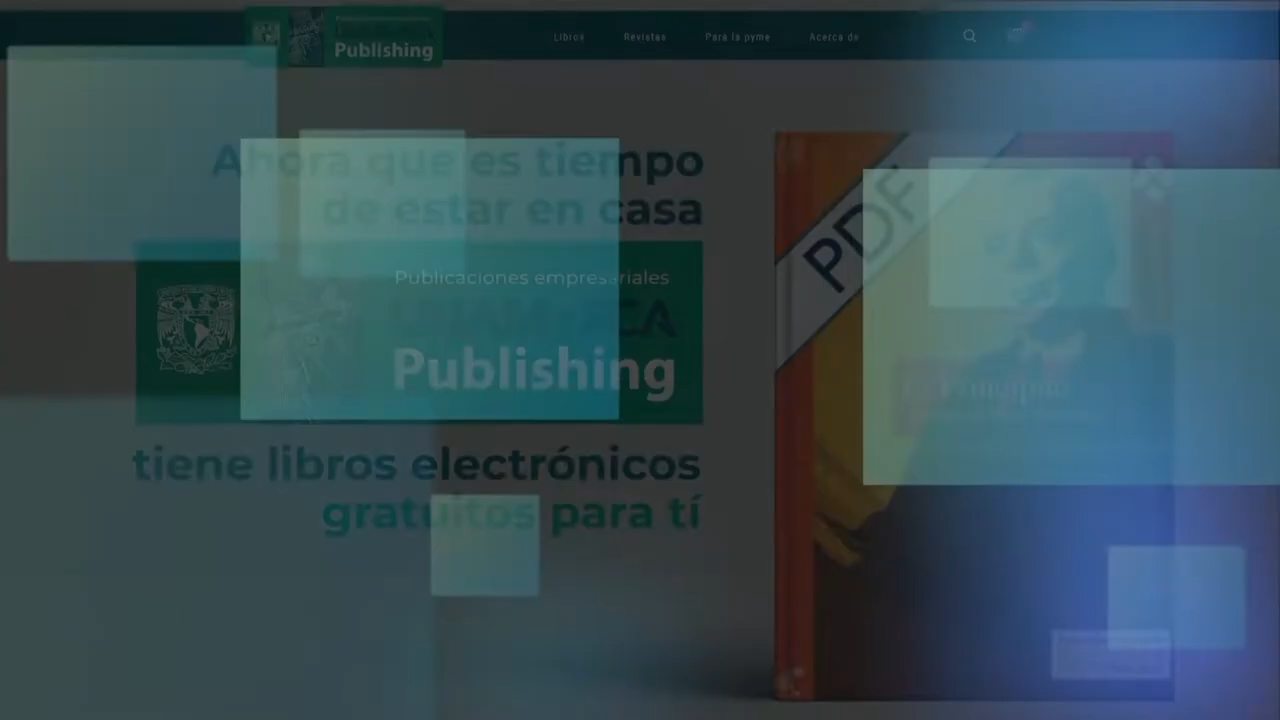 Publishing
Libros
Revistas
Para la pyme
Acerca de
Ahora que es tiempo
de estar en casa
Publicaciones empresariales
Publishing
tiene libros electrónicos
gratuitos para tí
PDF